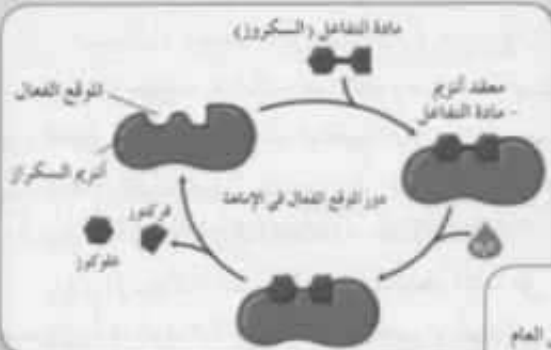 مادة التفاعل (السكروز)
الموقع الفعال
معقد أنزيم
- مادة التفاعل
أنزيم السكراز
دور الموقع الفعال في الإماهة
فركتوز
جلوكوز
العام